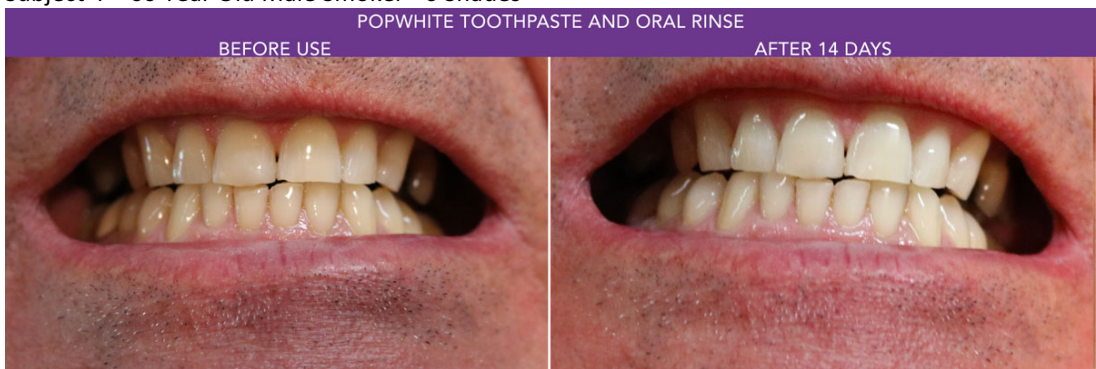 POPWHITE TOOTHPASTE AND ORAL RINSE
BEFORE USE
AFTER 14 DAYS